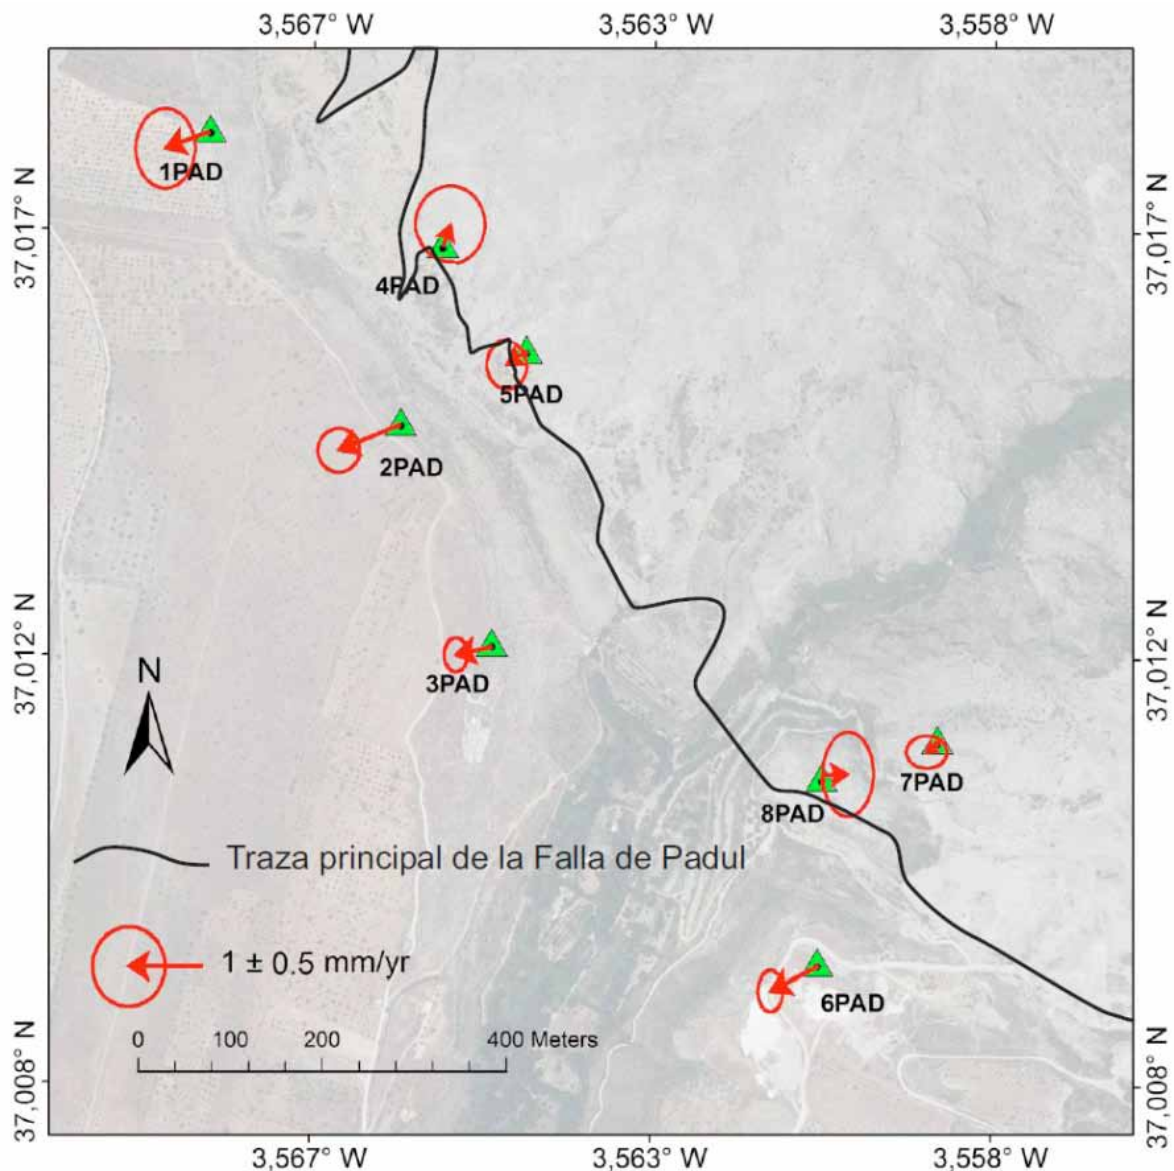 3,567° W 3,563° W 3,558° W
1PAD
37,017° N 37,017° N
4PAD
5PAD
2PAD
37,012° N 37,012° N
N
3PAD
7PAD
8PAD
Traza principal de la Falla de Padul
1 ± 0.5 mm/yr
6PAD
0 100 200 400 Meters
37,008° N 37,008° N
3,567° W 3,563° W 3,558° W